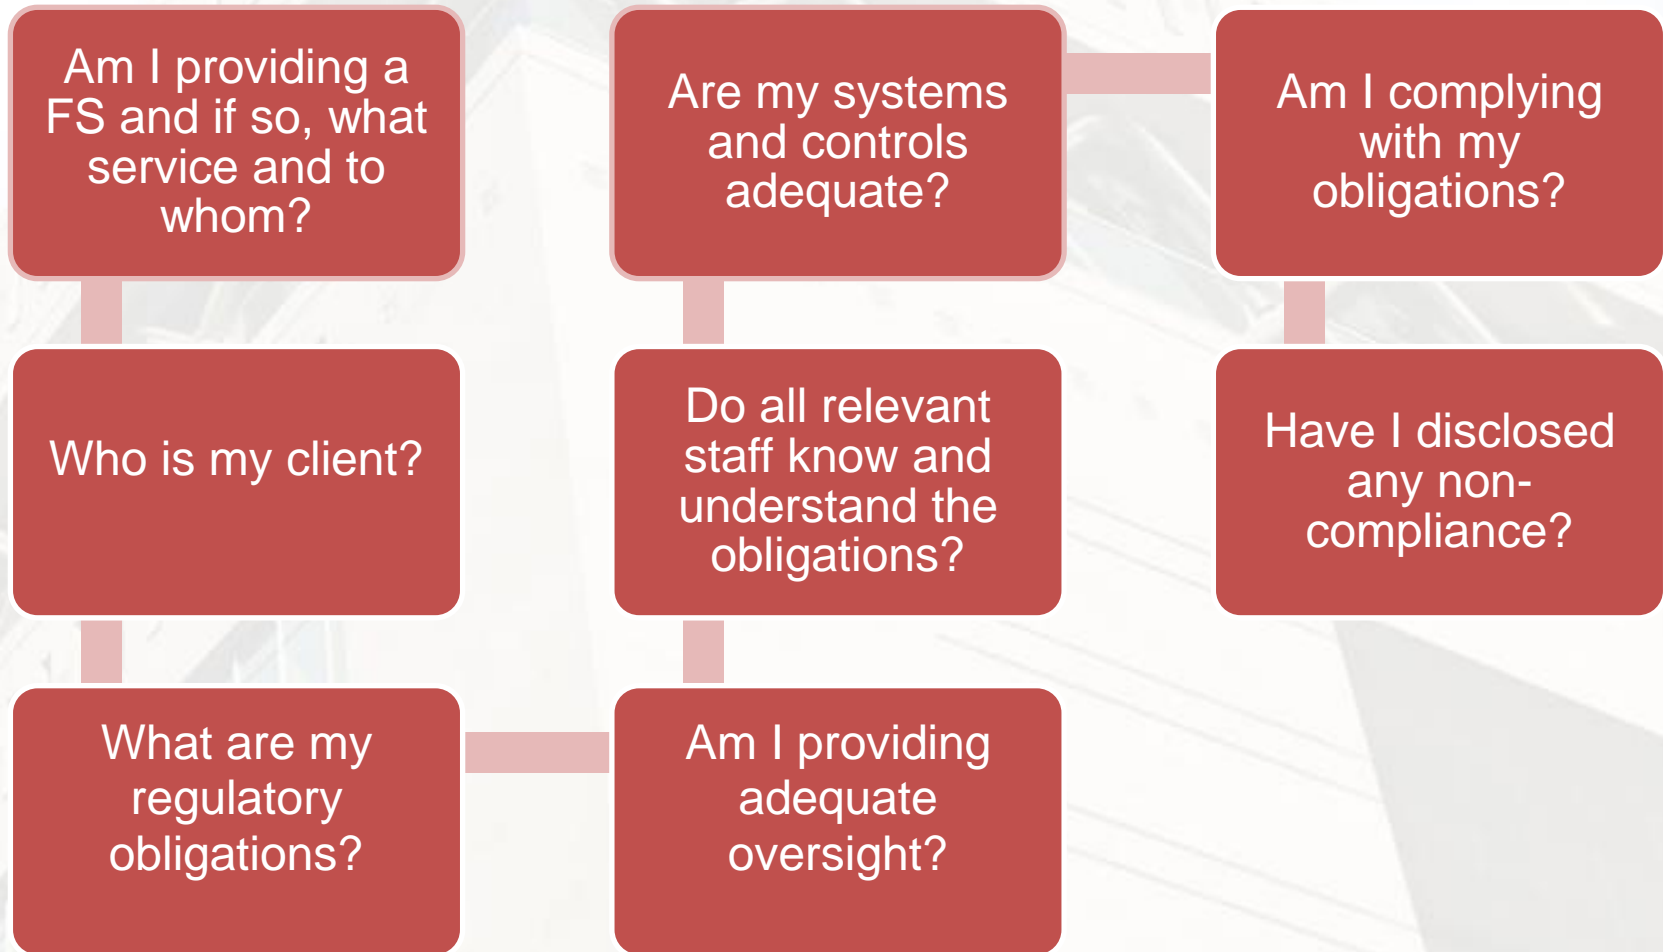 Am I providing a
FS and if so, what
service and to
whom?
Who is my client?
What are my
regulatory
obligations?
Am I providing
adequate
oversight?
Do all relevant
staff know and
understand the
obligations?
Are my systems
and controls
adequate?
Am I complying
with my
obligations?
Have I disclosed
any non-
compliance?